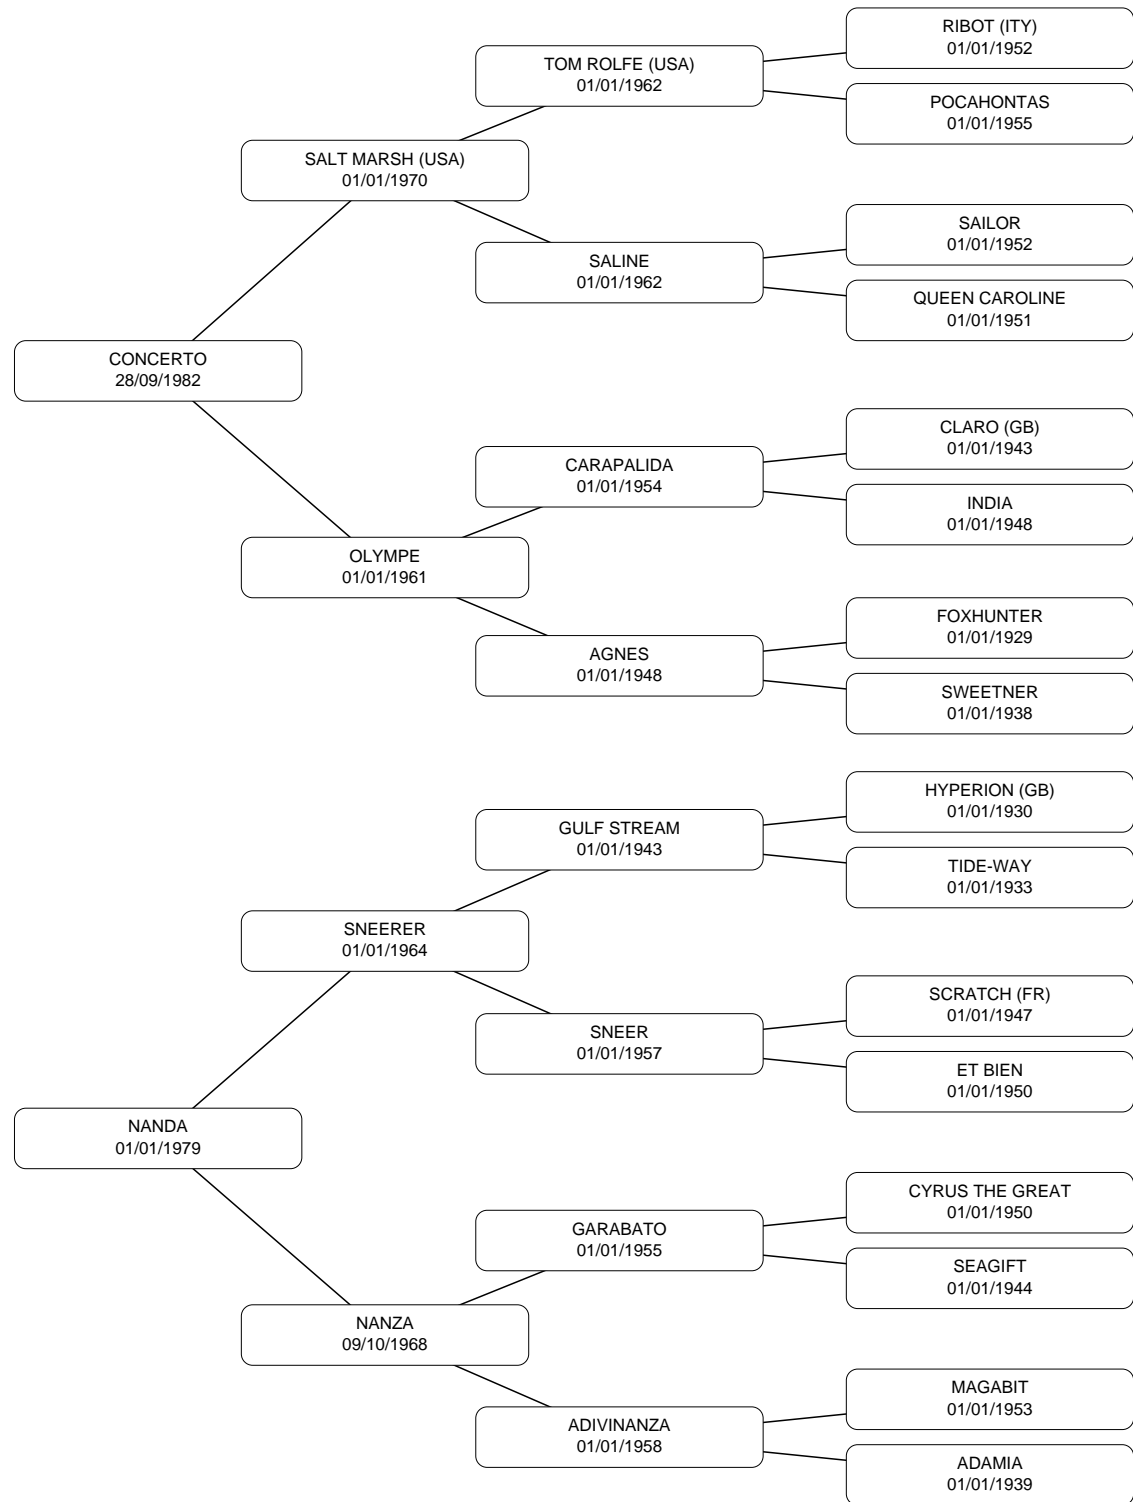 RIBOT (ITY)
01/01/1952
TOM ROLFE (USA)
01/01/1962
POCAHONTAS
01/01/1955
SALT MARSH (USA)
01/01/1970
SAILOR
01/01/1952
SALINE
01/01/1962
QUEEN CAROLINE
01/01/1951
CONCERTO
28/09/1982
CLARO (GB)
01/01/1943
CARAPALIDA
01/01/1954
INDIA
01/01/1948
OLYMPE
01/01/1961
FOXHUNTER
01/01/1929
AGNES
01/01/1948
SWEETNER
01/01/1938
HYPERION (GB)
01/01/1930
GULF STREAM
01/01/1943
TIDE-WAY
01/01/1933
SNEERER
01/01/1964
SCRATCH (FR)
01/01/1947
SNEER
01/01/1957
ET BIEN
01/01/1950
NANDA
01/01/1979
CYRUS THE GREAT
01/01/1950
GARABATO
01/01/1955
SEAGIFT
01/01/1944
NANZA
09/10/1968
MAGABIT
01/01/1953
ADIVINANZA
01/01/1958
ADAMIA
01/01/1939